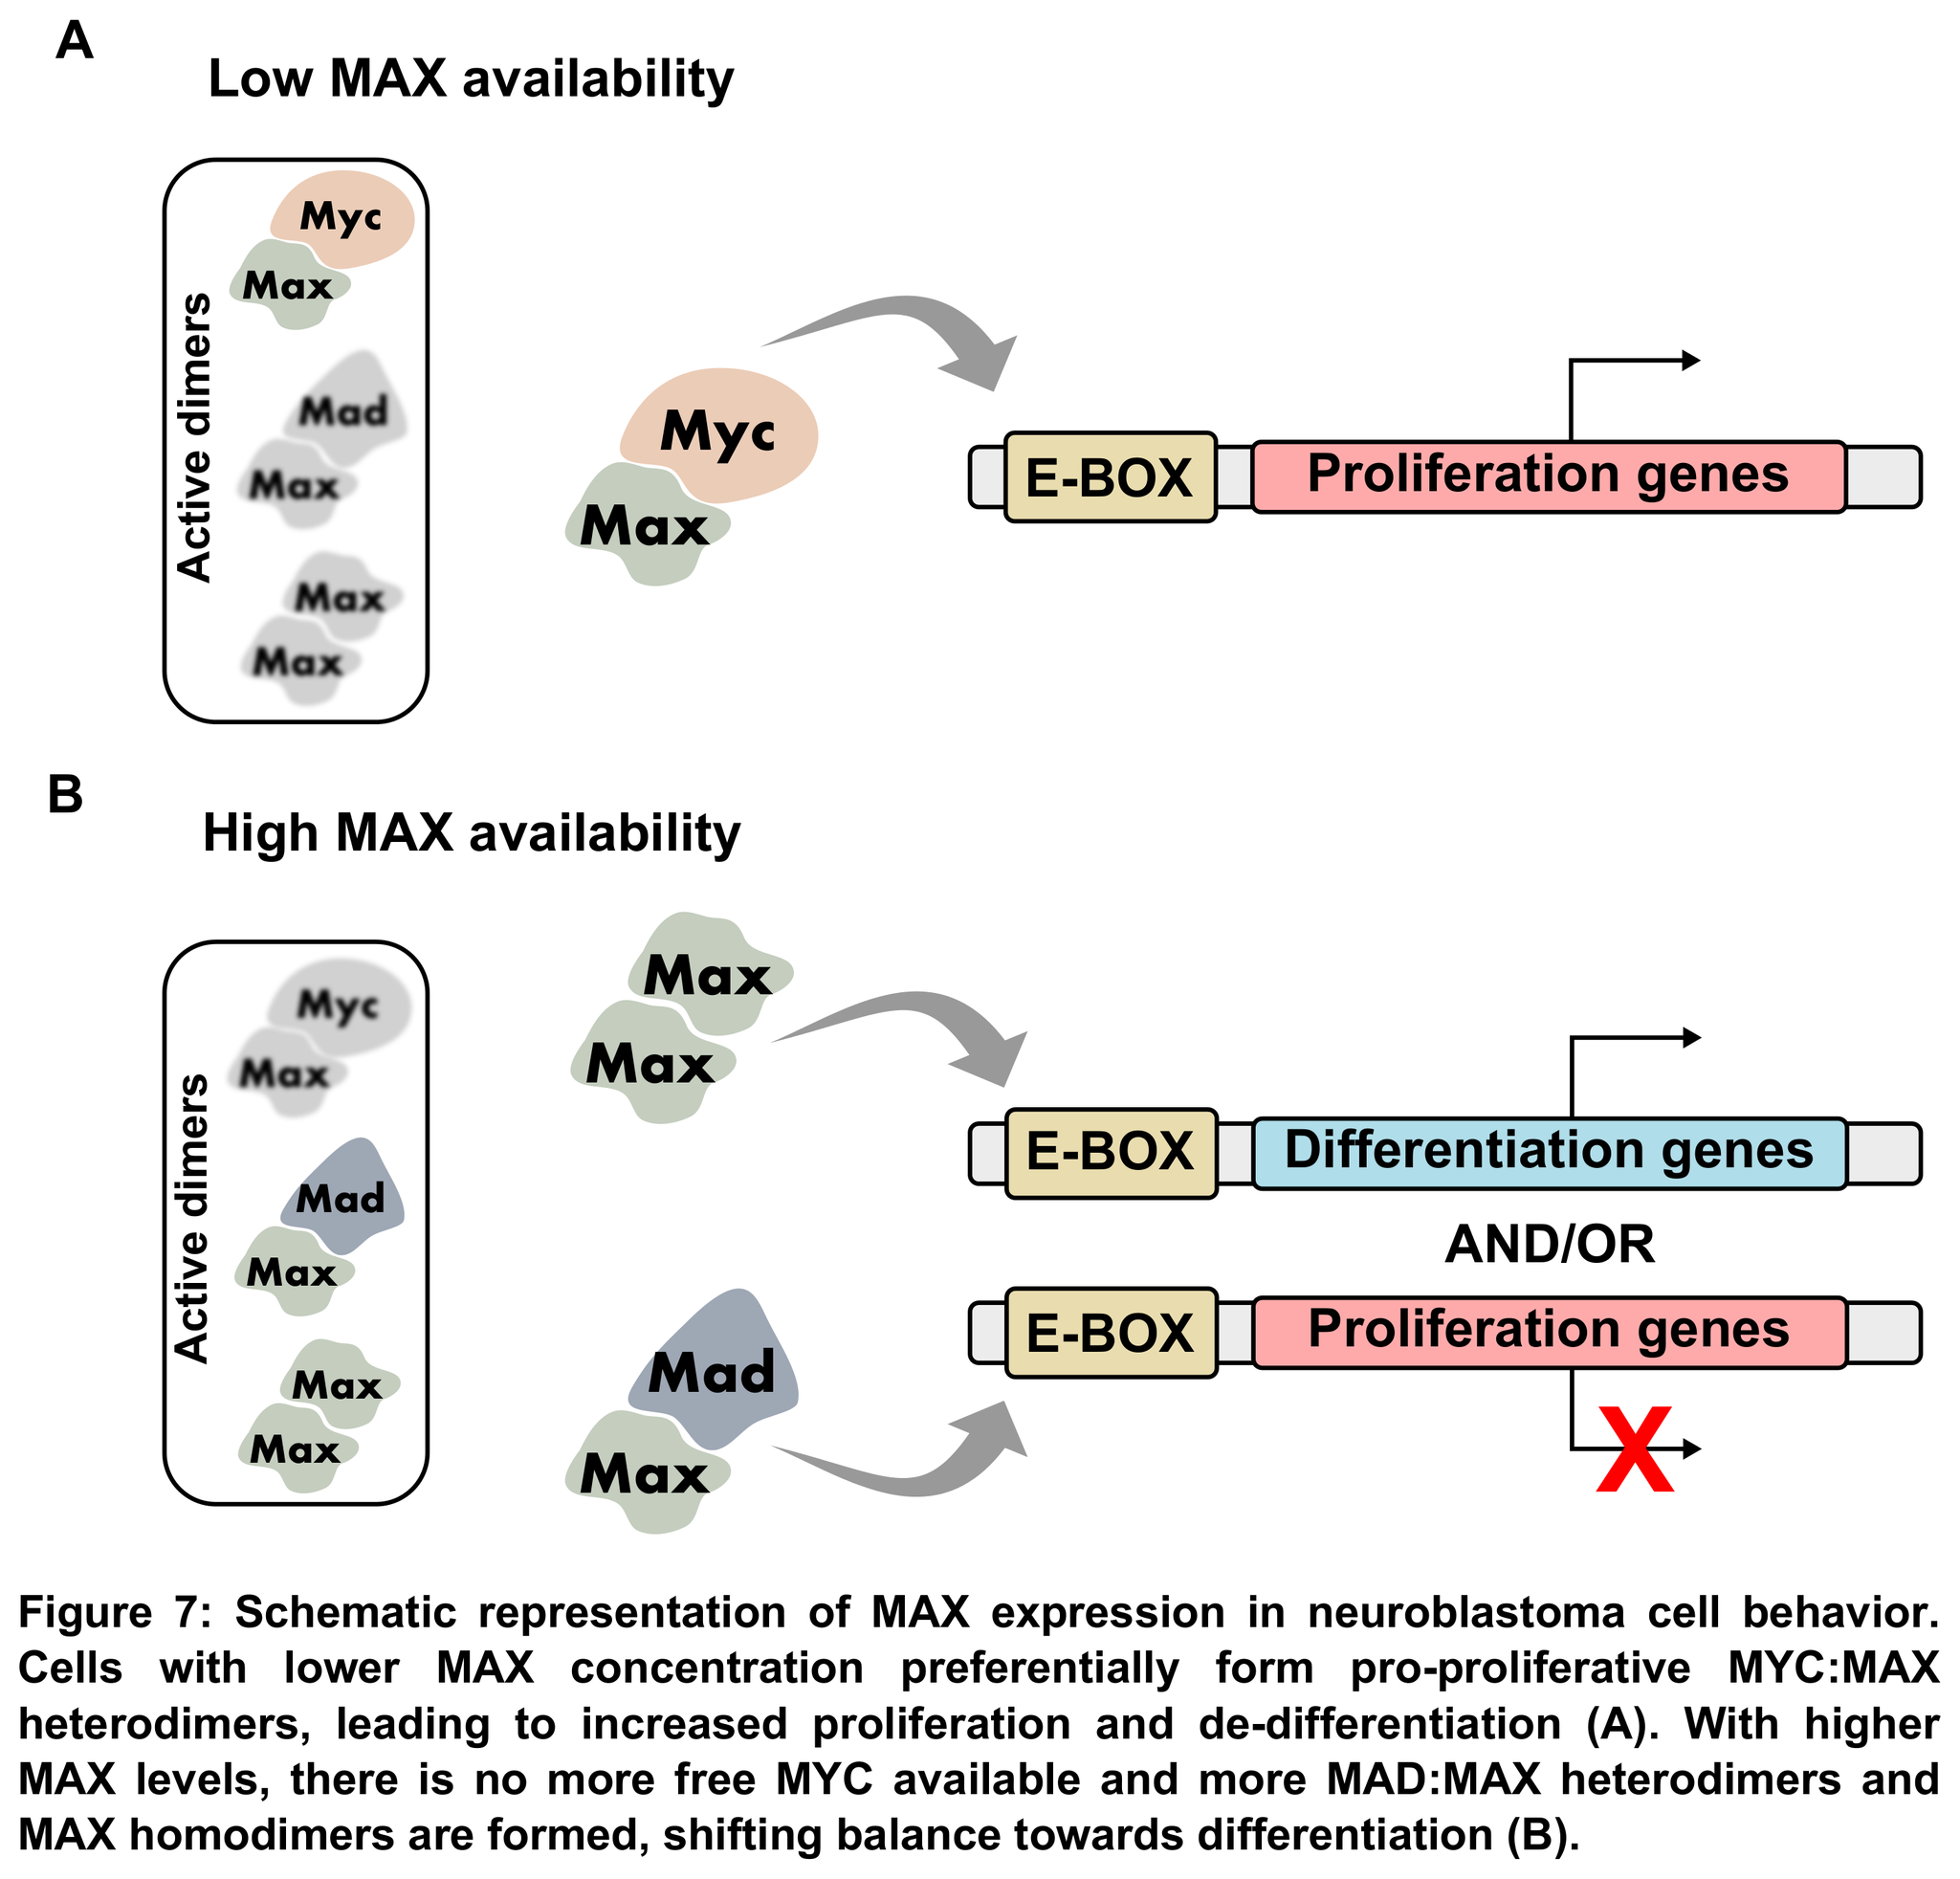 A
Low MAX availability
Active dimers
Myc
Max
Mad
Max
Max
Max
Myc
Max
E-BOX
Proliferation genes
B
High MAX availability
Active dimers
Myc
Max
Mad
Max
Max
Max
Max
Max
E-BOX
Differentiation genes
AND/OR
Mad
Max
E-BOX
Proliferation genes
X
Figure 7: Schematic representation of MAX expression in neuroblastoma cell behavior.
Cells with lower MAX concentration preferentially form pro-proliferative MYC:MAX
heterodimers, leading to increased proliferation and de-differentiation (A). With higher
MAX levels, there is no more free MYC available and more MAD:MAX heterodimers and
MAX homodimers are formed, shifting balance towards differentiation (B).